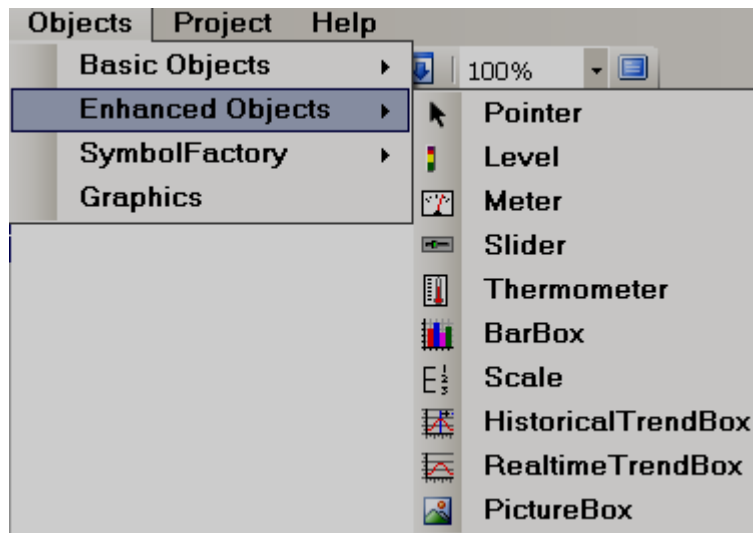 Objects Project Help
Basic Objects
100%
Enhanced Objects
SymbolFactory
Graphics
Pointer
Level
Meter
Slider
Thermometer
BarBox
Scale
HistoricalTrendBox
RealtimeTrendBox
PictureBox